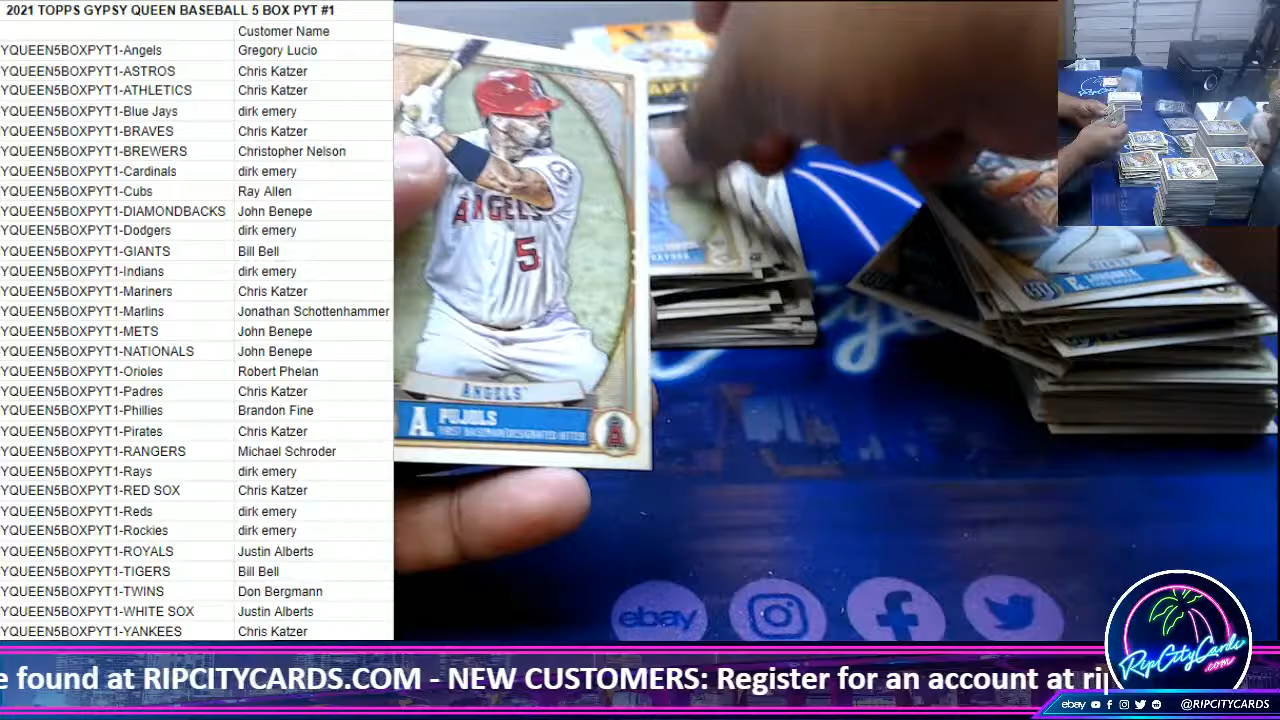 2021 TOPPS GYPSY QUEEN BASEBALL 5 BOX PYT #1
Customer Name
YQUEEN5BOXPYT1-Angels Gregory Lucio
YQUEEN5BOXPYT1-ASTROS Chris Katzer
YQUEEN5BOXPYT1-ATHLETICS Chris Katzer
YQUEEN5BOXPYT1-Blue Jays dirk emery
YQUEEN5BOXPYT1-BRAVES Chris Katzer
YQUEEN5BOXPYT1-BREWERS Christopher Nelson
YQUEEN5BOXPYT1-Cardinals dirk emery
YQUEEN5BOXPYT1-Cubs Ray Allen
YQUEEN5BOXPYT1-DIAMONDBACKS John Benepe
YQUEEN5BOXPYT1-Dodgers dirk emery
YQUEEN5BOXPYT1-GIANTS Bill Bell
YQUEEN5BOXPYT1-Indians dirk emery
YQUEEN5BOXPYT1-Mariners Chris Katzer
YQUEEN5BOXPYT1-Marlins Jonathan Schottenhammer
YQUEEN5BOXPYT1-METS John Benepe
YQUEEN5BOXPYT1-NATIONALS John Benepe
YQUEEN5BOXPYT1-Orioles Robert Phelan
YQUEEN5BOXPYT1-Padres Chris Katzer
YQUEEN5BOXPYT1-Phillies Brandon Fine
YQUEEN5BOXPYT1-Pirates Chris Katzer
YQUEEN5BOXPYT1-RANGERS Michael Schroder
YQUEEN5BOXPYT1-Rays dirk emery
YQUEEN5BOXPYT1-RED SOX Chris Katzer
YQUEEN5BOXPYT1-Reds dirk emery
YQUEEN5BOXPYT1-Rockies dirk emery
YQUEEN5BOXPYT1-ROYALS Justin Alberts
YQUEEN5BOXPYT1-TIGERS Bill Bell
YQUEEN5BOXPYT1-TWINS Don Bergmann
YQUEEN5BOXPYT1-WHITE SOX Justin Alberts
YQUEEN5BOXPYT1-YANKEES Chris Katzer
ANGELS
5
ANGELS
A. PUJOLS
FIRST BASEMAN/DESIGNATED HITTER
ebay
RipCityCards
.com
e found at RIPCITYCARDS.COM - NEW CUSTOMERS: Register for an account at rip
ebay @RIPCITYCARDS